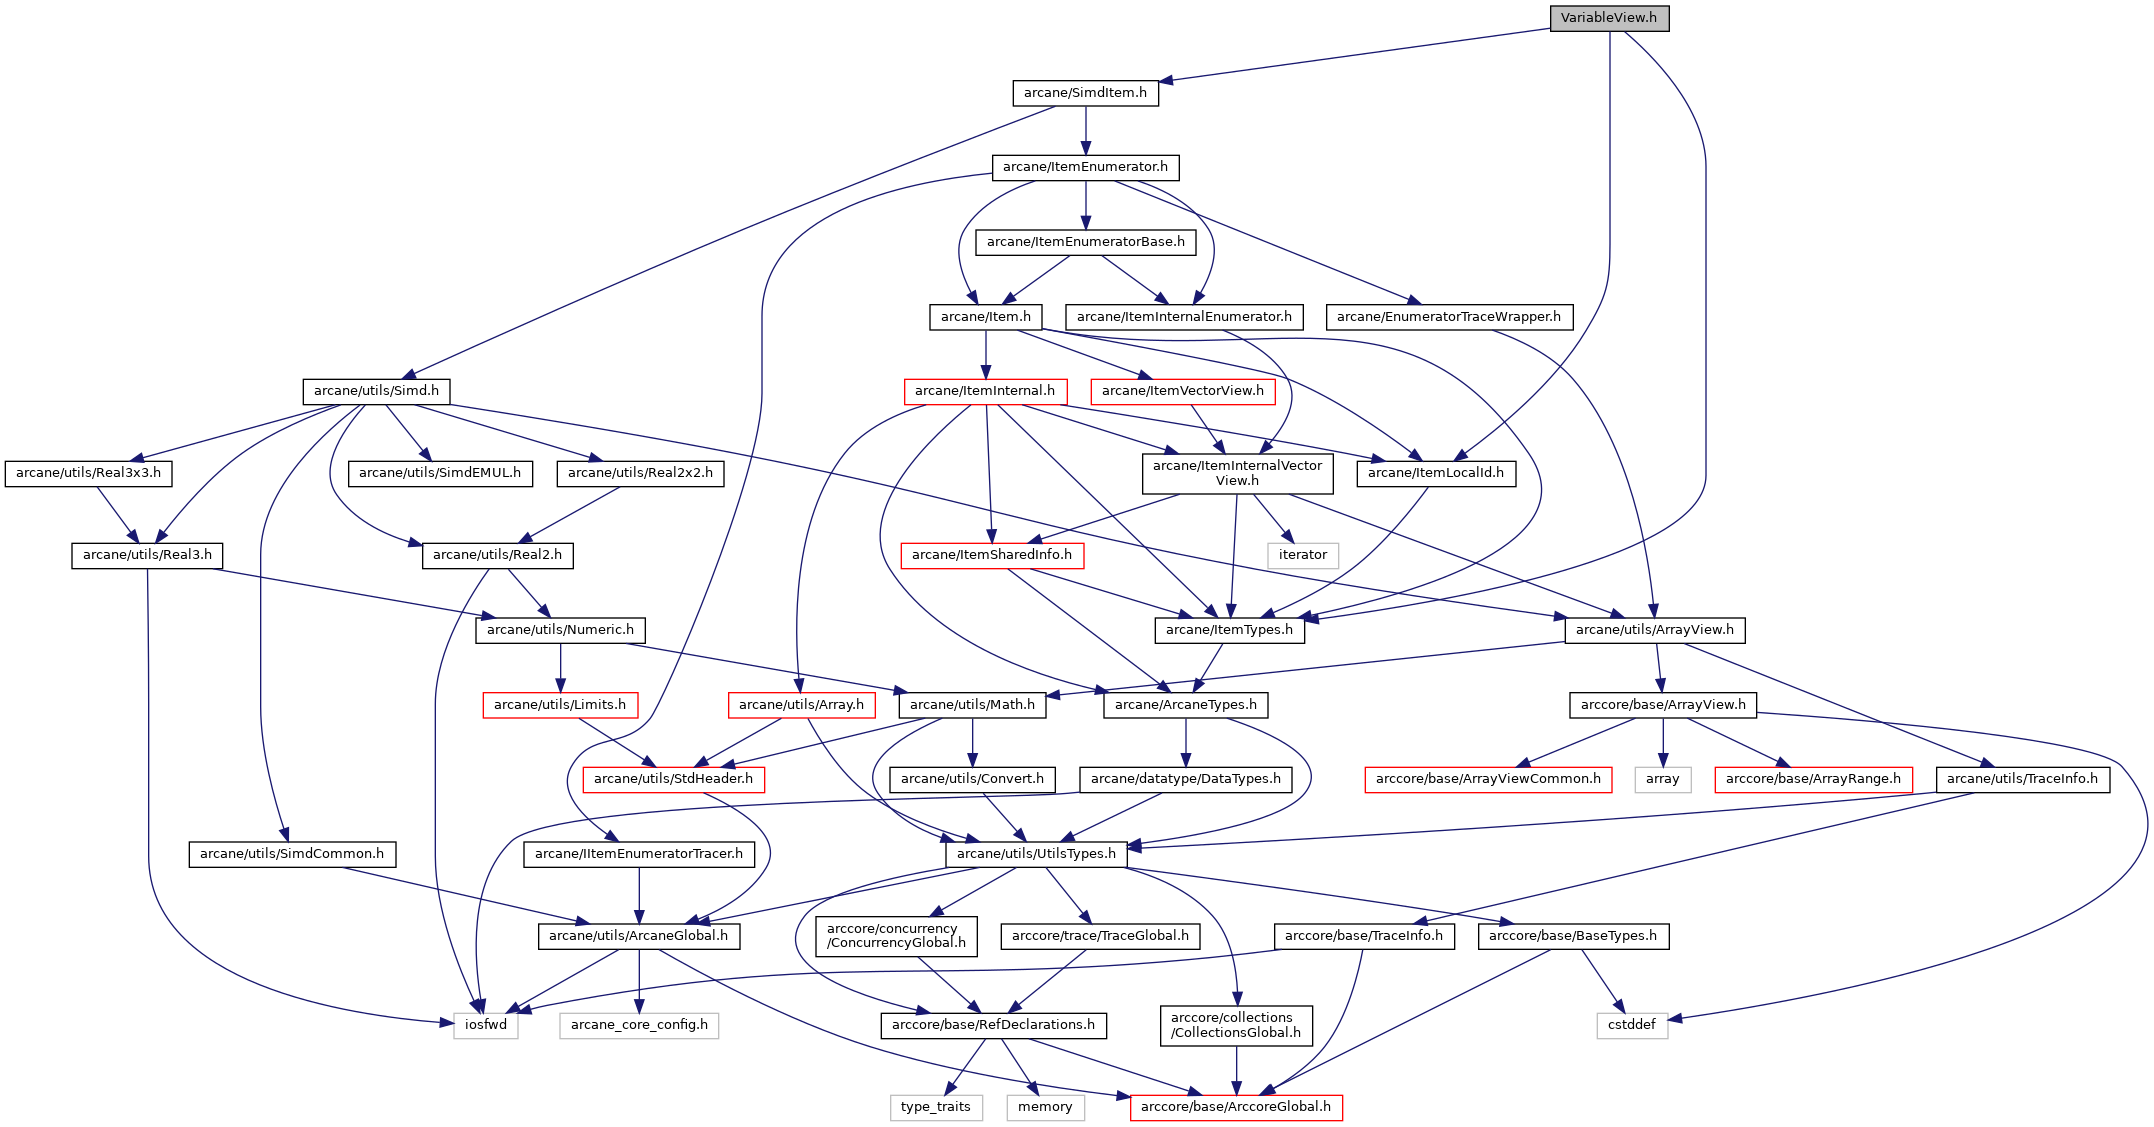 VariableView.h
arcane/SimdItem.h
arcane/ItemEnumerator.h
arcane/ItemEnumeratorBase.h
arcane/Item.h
arcane/ItemInternalEnumerator.h
arcane/EnumeratorTraceWrapper.h
arcane/utils/Simd.h
arcane/ItemInternal.h
arcane/ItemVectorView.h
arcane/utils/Real3x3.h
arcane/utils/SimdEMUL.h
arcane/utils/Real2x2.h
arcane/ItemInternalVector
View.h
arcane/ItemLocalId.h
arcane/utils/Real3.h
arcane/utils/Real2.h
arcane/ItemSharedInfo.h
iterator
arcane/utils/Numeric.h
arcane/ItemTypes.h
arcane/utils/ArrayView.h
arcane/utils/Limits.h
arcane/utils/Array.h
arcane/utils/Math.h
arcane/ArcaneTypes.h
arccore/base/ArrayView.h
arcane/utils/StdHeader.h
arcane/utils/Convert.h
arcane/datatype/DataTypes.h
arccore/base/ArrayViewCommon.h
array
arccore/base/ArrayRange.h
arcane/utils/TraceInfo.h
arcane/utils/SimdCommon.h
arcane/IItemEnumeratorTracer.h
arcane/utils/UtilsTypes.h
arcane/utils/ArcaneGlobal.h
arccore/concurrency
/ConcurrencyGlobal.h
arccore/trace/TraceGlobal.h
arccore/base/TraceInfo.h
arccore/base/BaseTypes.h
iosfwd
arcane_core_config.h
arccore/base/RefDeclarations.h
arccore/collections
/CollectionsGlobal.h
cstddef
type_traits
memory
arccore/base/ArccoreGlobal.h